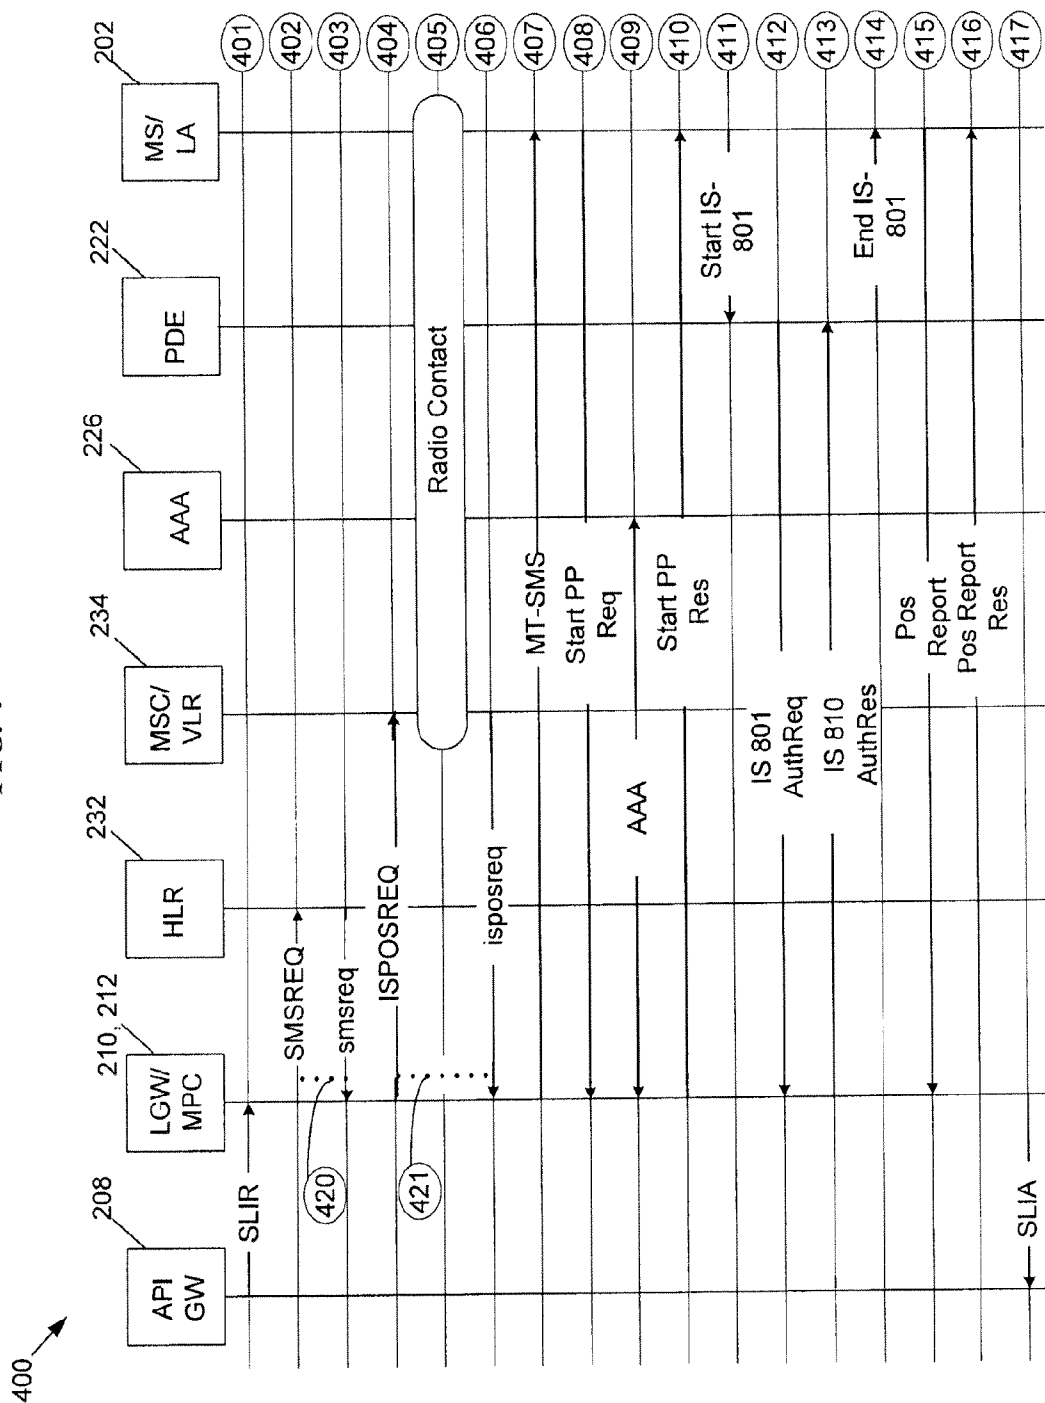 400
208
210, 212
232
234
226
222
202
API
GW
LGW/
MPC
HLR
MSC/
VLR
AAA
PDE
MS/
LA
SLIR
401
SMSREQ
402
420
smsreq
403
ISPOSREQ
404
421
Radio Contact
405
isposreq
406
MT-SMS
407
Start PP
Req
408
AAA
409
Start PP
Res
410
Start IS-
801
411
IS 801
AuthReq
412
IS 810
AuthRes
413
End IS-
801
414
Pos
Report
415
Pos Report
Res
416
SLIA
417